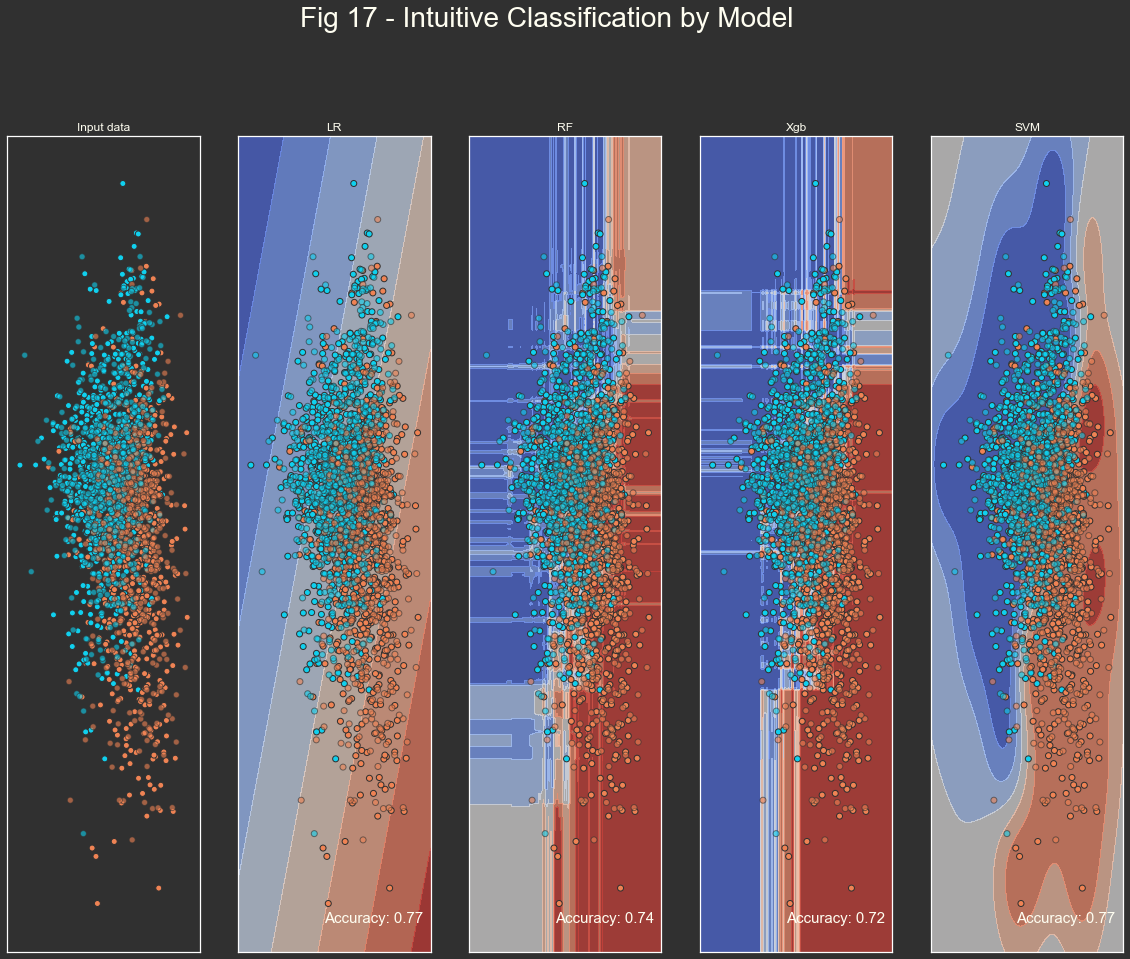 Fig 17 - Intuitive Classification by Model
Input data
LR
RF
Xgb
SVM
Accuracy: 0.77
Accuracy: 0.74
Accuracy: 0.72
Accuracy: 0.77